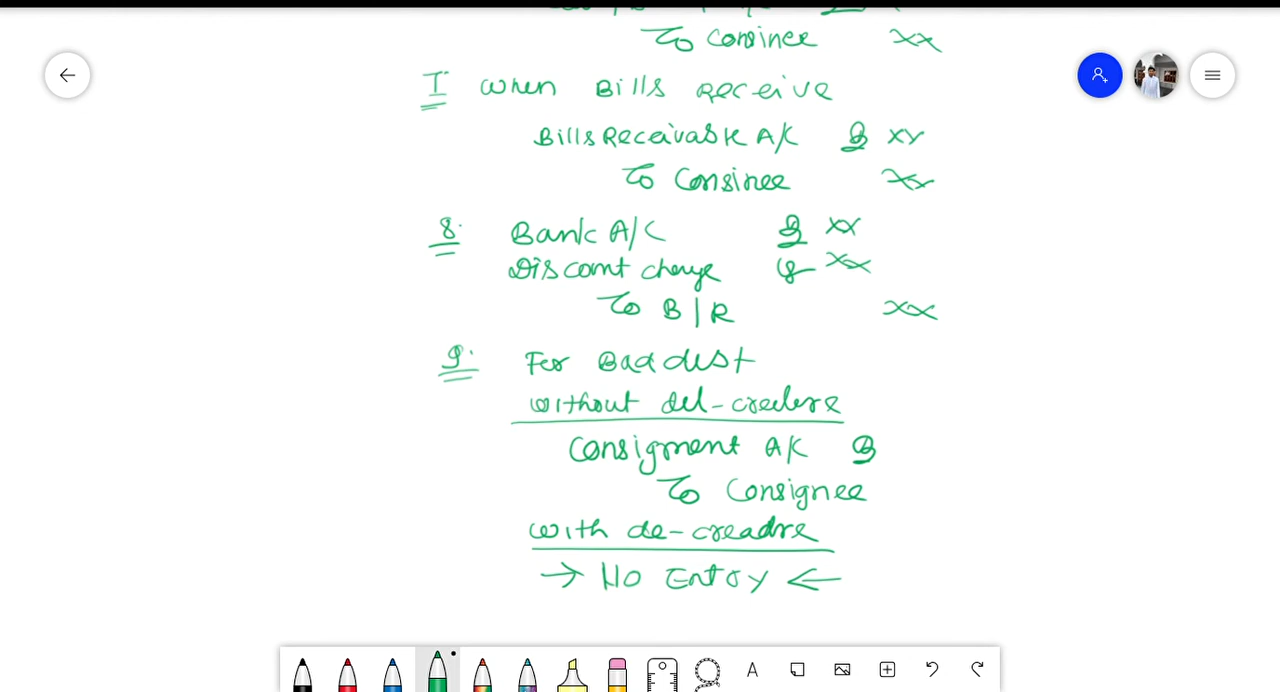 To Consinee xx
I when Bills Receive
Bills Receivable A/C Dr xx
To Consinee xx
8. Bank A/C Dr xx
Discount charge Dr xx
To B/R xx
9. For Bad debt
without del-credere
Consignment A/C Dr
To Consignee
with de-creadre
→ No Entry ←
A